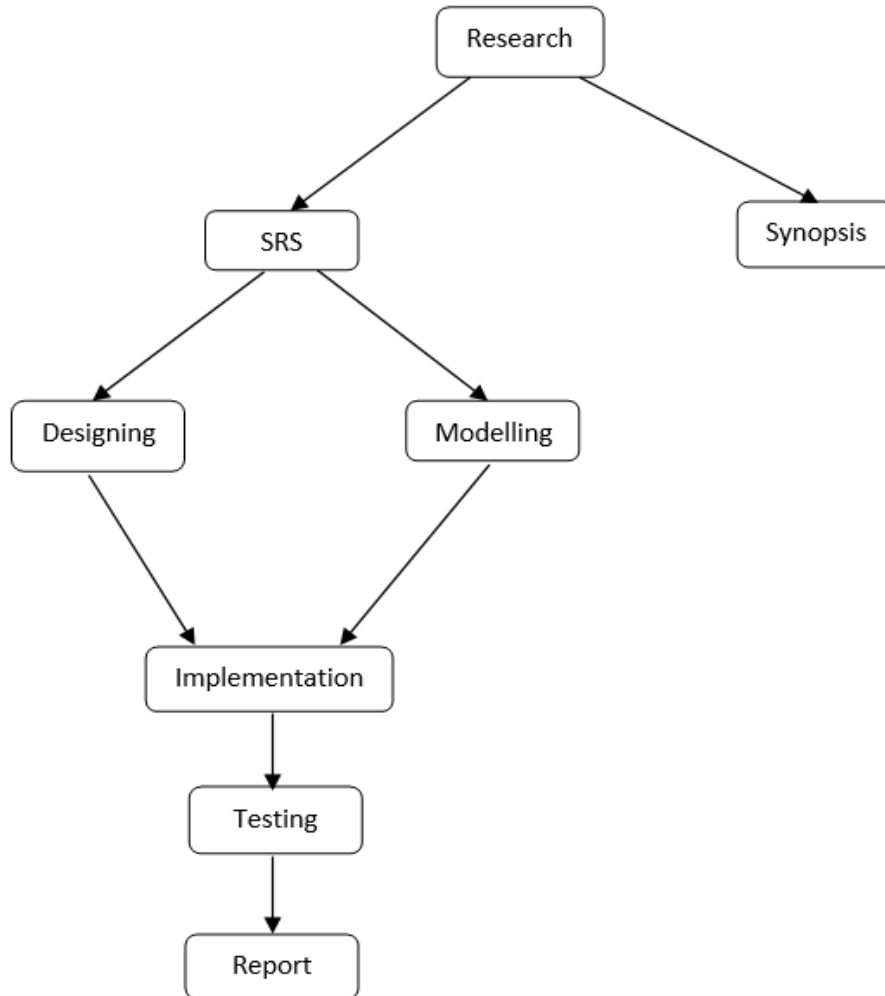 Research
SRS
Synopsis
Designing
Modelling
Implementation
Testing
Report